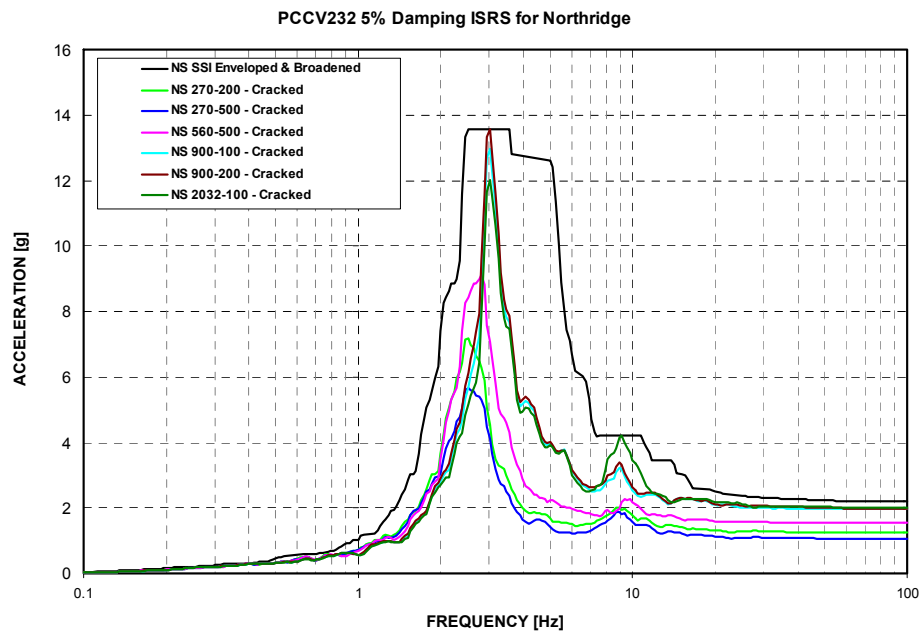 PCCV232 5% Damping ISRS for Northridge
16
14
12
10
8
6
4
2
0
ACCELERATION [g]
NS SSI Enveloped & Broadened
NS 270-200 - Cracked
NS 270-500 - Cracked
NS 560-500 - Cracked
NS 900-100 - Cracked
NS 900-200 - Cracked
NS 2032-100 - Cracked
0.1
1
10
100
FREQUENCY [Hz]